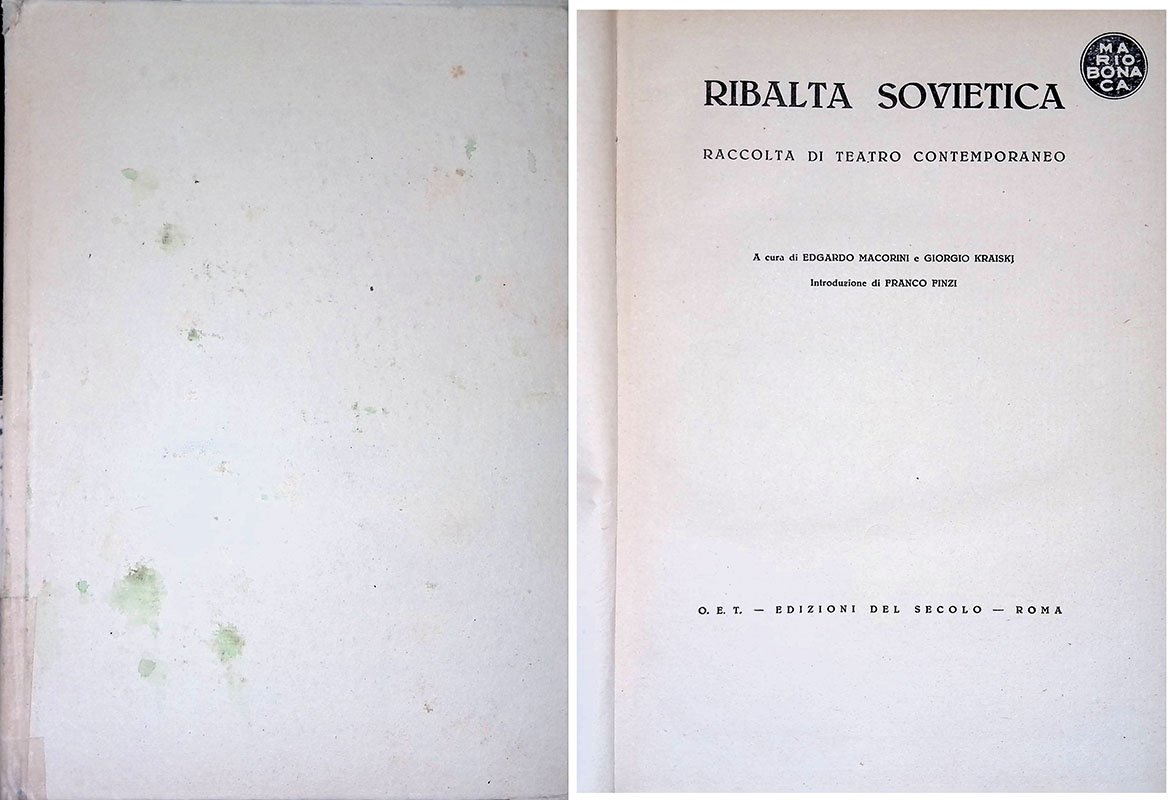 MA
RIO
BONA
CA
RIBALTA SOVIETICA
RACCOLTA DI TEATRO CONTEMPORANEO
A cura di EDGARDO MACORINI e GIORGIO KRAISKJ
Introduzione di FRANCO FINZI
O. E. T. — EDIZIONI DEL SECOLO — ROMA